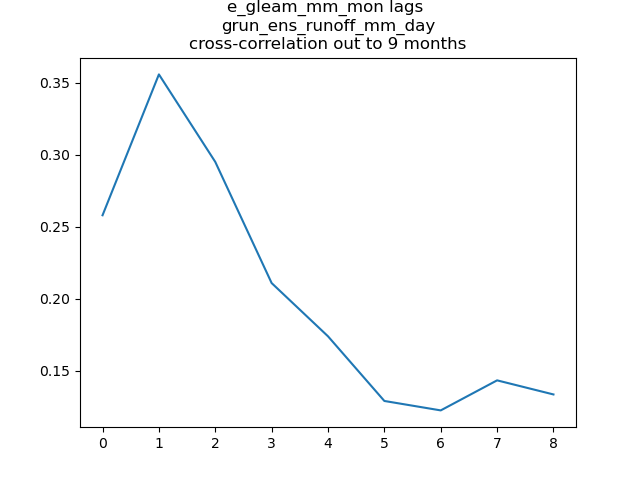 e_gleam_mm_mon lags
grun_ens_runoff_mm_day
cross-correlation out to 9 months
0.35
0.30
0.25
0.20
0.15
0 1 2 3 4 5 6 7 8